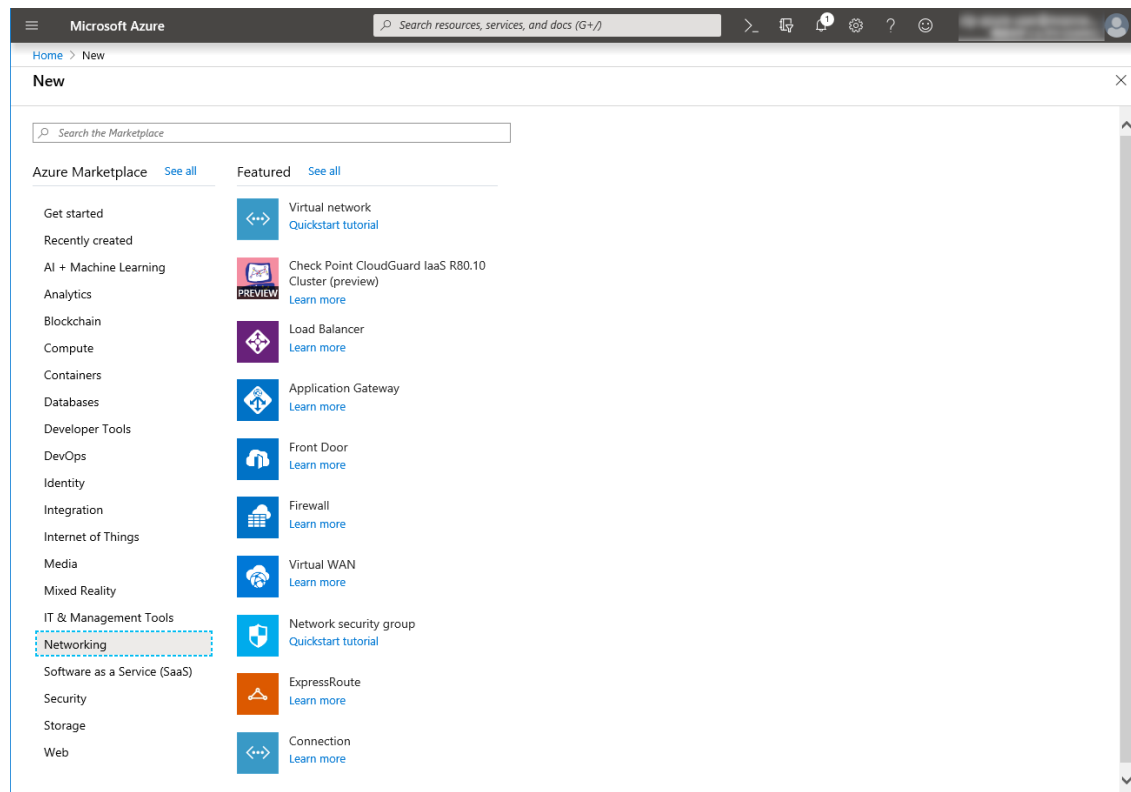 Microsoft Azure
Search resources, services, and docs (G+/)
1
Home > New
New
Search the Marketplace
Azure Marketplace See all
Get started
Recently created
AI + Machine Learning
Analytics
Blockchain
Compute
Containers
Databases
Developer Tools
DevOps
Identity
Integration
Internet of Things
Media
Mixed Reality
IT & Management Tools
Networking
Software as a Service (SaaS)
Security
Storage
Web
Featured See all
Virtual network
Quickstart tutorial
PREVIEW
Check Point CloudGuard IaaS R80.10
Cluster (preview)
Learn more
Load Balancer
Learn more
Application Gateway
Learn more
Front Door
Learn more
Firewall
Learn more
Virtual WAN
Learn more
Network security group
Quickstart tutorial
ExpressRoute
Learn more
Connection
Learn more